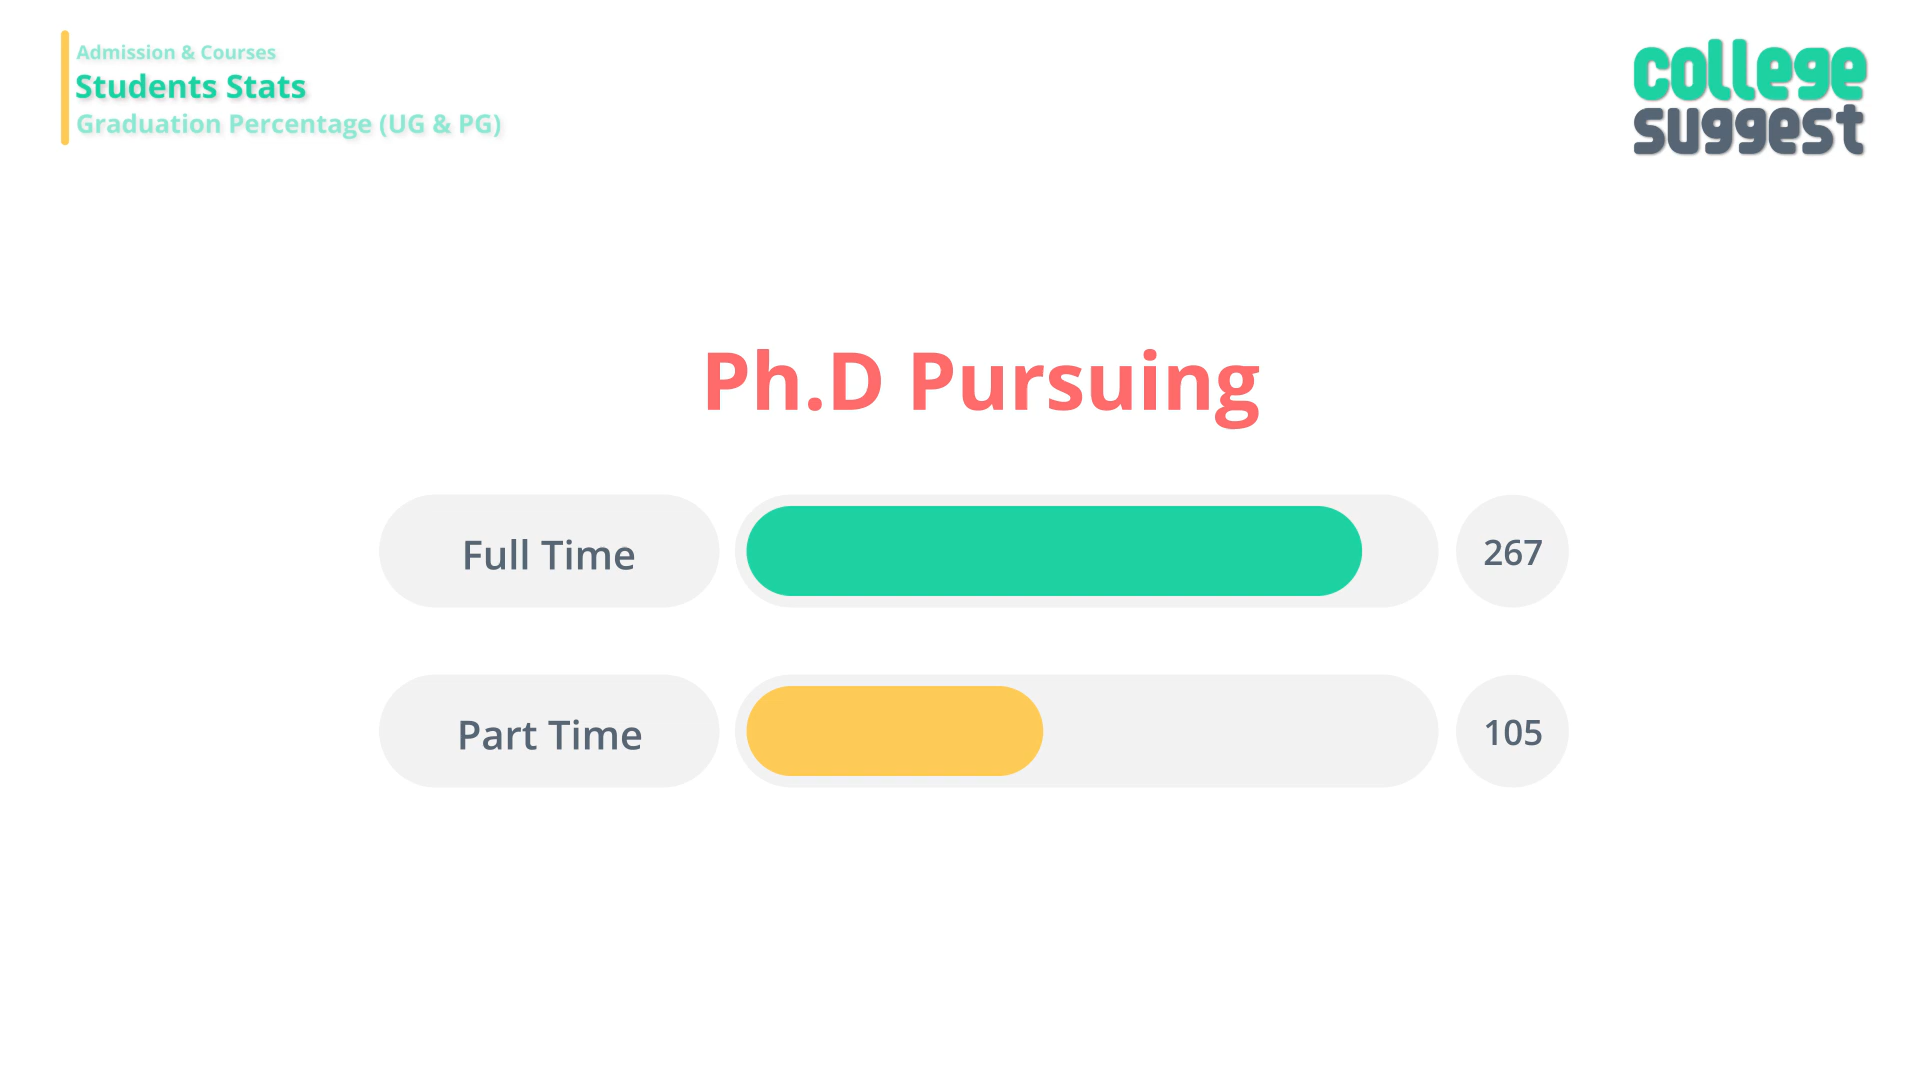 Admission & Courses
Students Stats
Graduation Percentage (UG & PG)
college
suggest
Ph.D Pursuing
Full Time
267
Part Time
105